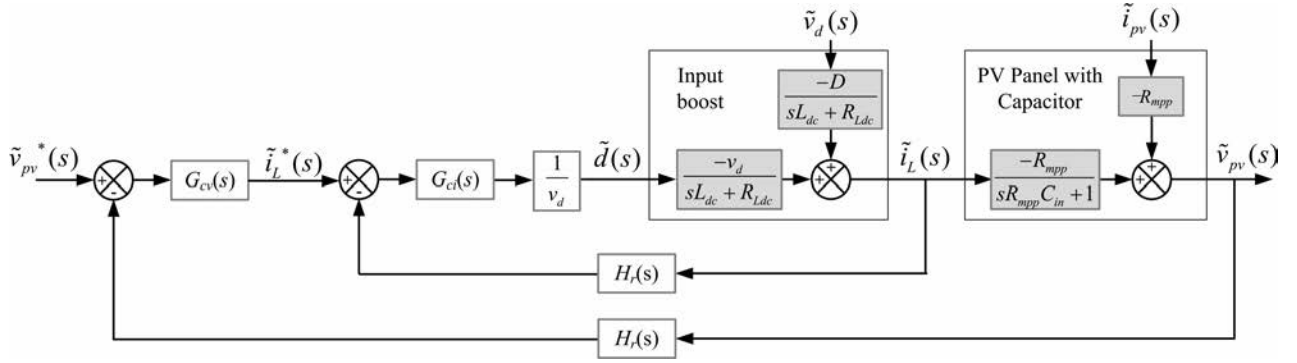 ṽ_d(s)
ĩ_pv(s)
Input
boost
−D
sL_dc + R_Ldc
PV Panel with
Capacitor
−R_mpp
ṽ_pv*(s)
+
-
G_cv(s)
ĩ_L*(s)
+
-
G_ci(s)
1
v_d
d̃(s)
−v_d
sL_dc + R_Ldc
+
+
ĩ_L(s)
−R_mpp
sR_mpp C_in + 1
+
+
ṽ_pv(s)
H_r(s)
H_r(s)